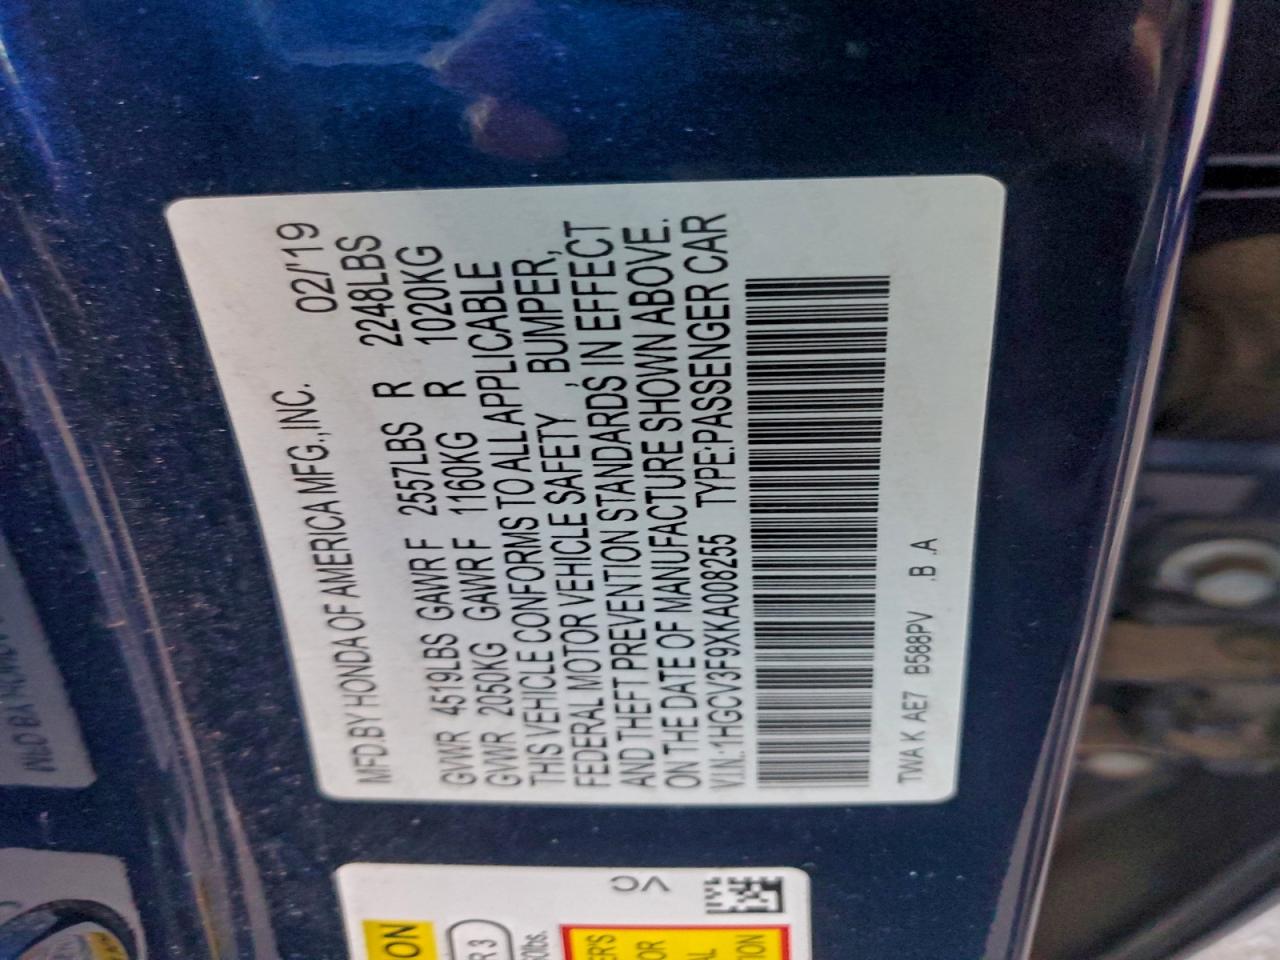 MFD.BY HONDA OF AMERICA MFG.,INC. 02/'19
GVWR 4519LBS GAWR F 2557LBS R 2248LBS
GVWR 2050KG GAWR F 1160KG R 1020KG
THIS VEHICLE CONFORMS TO ALL APPLICABLE
FEDERAL MOTOR VEHICLE SAFETY , BUMPER,
AND THEFT PREVENTION STANDARDS IN EFFECT
ON THE DATE OF MANUFACTURE SHOWN ABOVE.
V.I.N.:1HGCV3F9XKA008255 TYPE:PASSENGER CAR
TWA K AE7 B588PV .B .A
VC